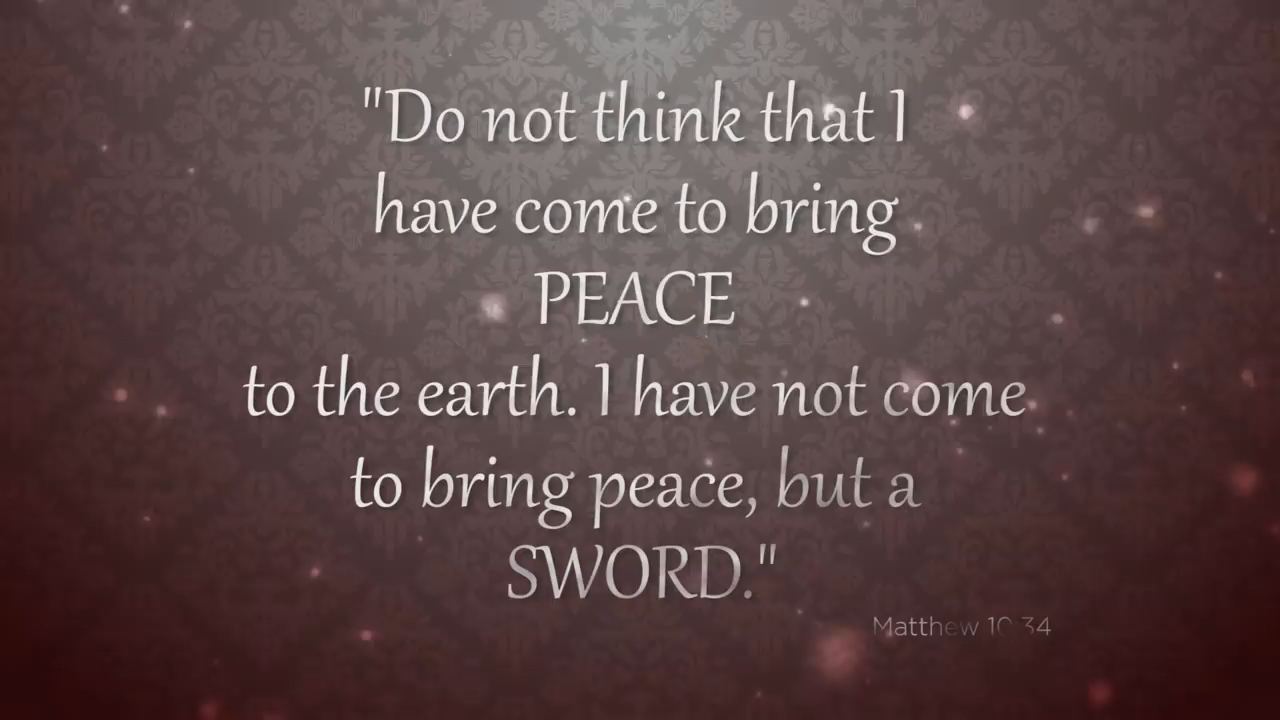 "Do not think that I
have come to bring
PEACE
to the earth. I have not come
to bring peace, but a
SWORD."
Matthew 10:34